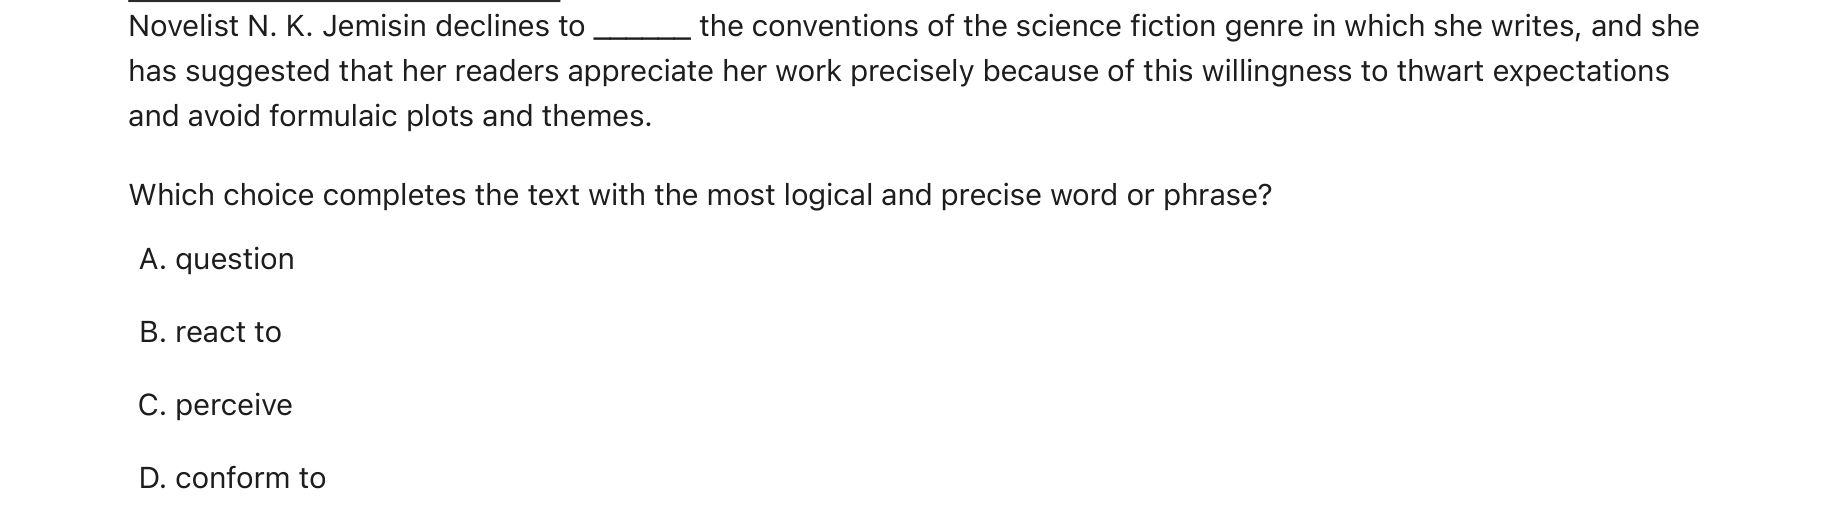 Novelist N. K. Jemisin declines to ______ the conventions of the science fiction genre in which she writes, and she
has suggested that her readers appreciate her work precisely because of this willingness to thwart expectations
and avoid formulaic plots and themes.
Which choice completes the text with the most logical and precise word or phrase?
A. question
B. react to
C. perceive
D. conform to